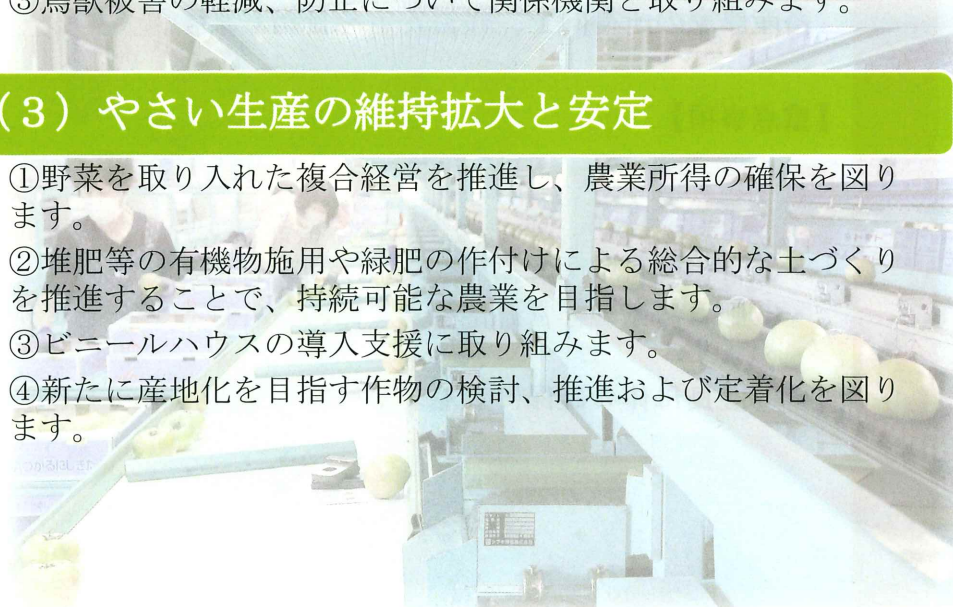 ③鳥獣被害の軽減、防止について関係機関と取り組みます。
(3)やさい生産の維持拡大と安定
①野菜を取り入れた複合経営を推進し、農業所得の確保を図り
ます。
②堆肥等の有機物施用や緑肥の作付けによる総合的な土づくり
を推進することで、持続可能な農業を目指します。
③ビニールハウスの導入支援に取り組みます。
④新たに産地化を目指す作物の検討、推進および定着化を図り
ます。